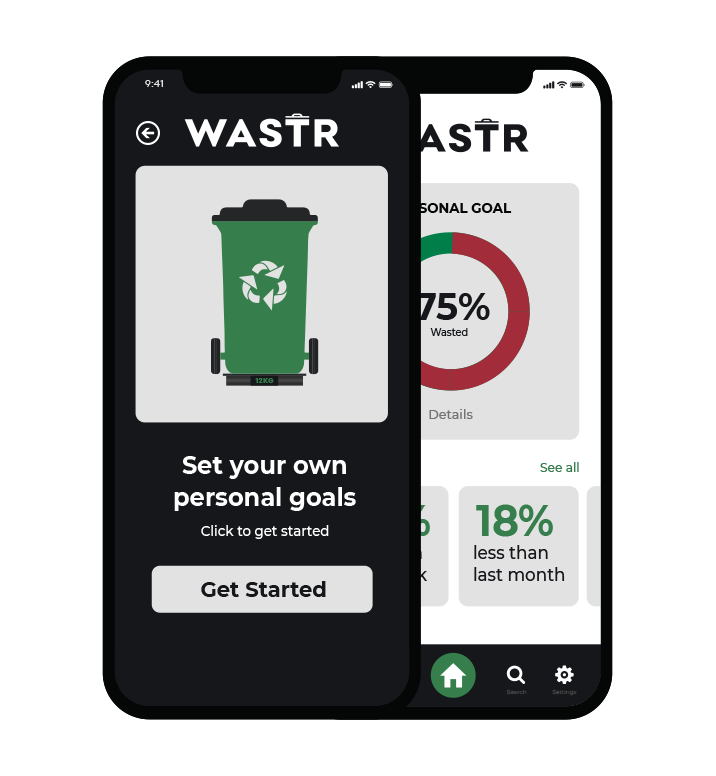 9:41
WASTR
12KG
Set your own
personal goals
Click to get started
Get Started
ASTR
SONAL GOAL
75%
Wasted
Details
See all
%
k
18%
less than
last month
Search
Settings